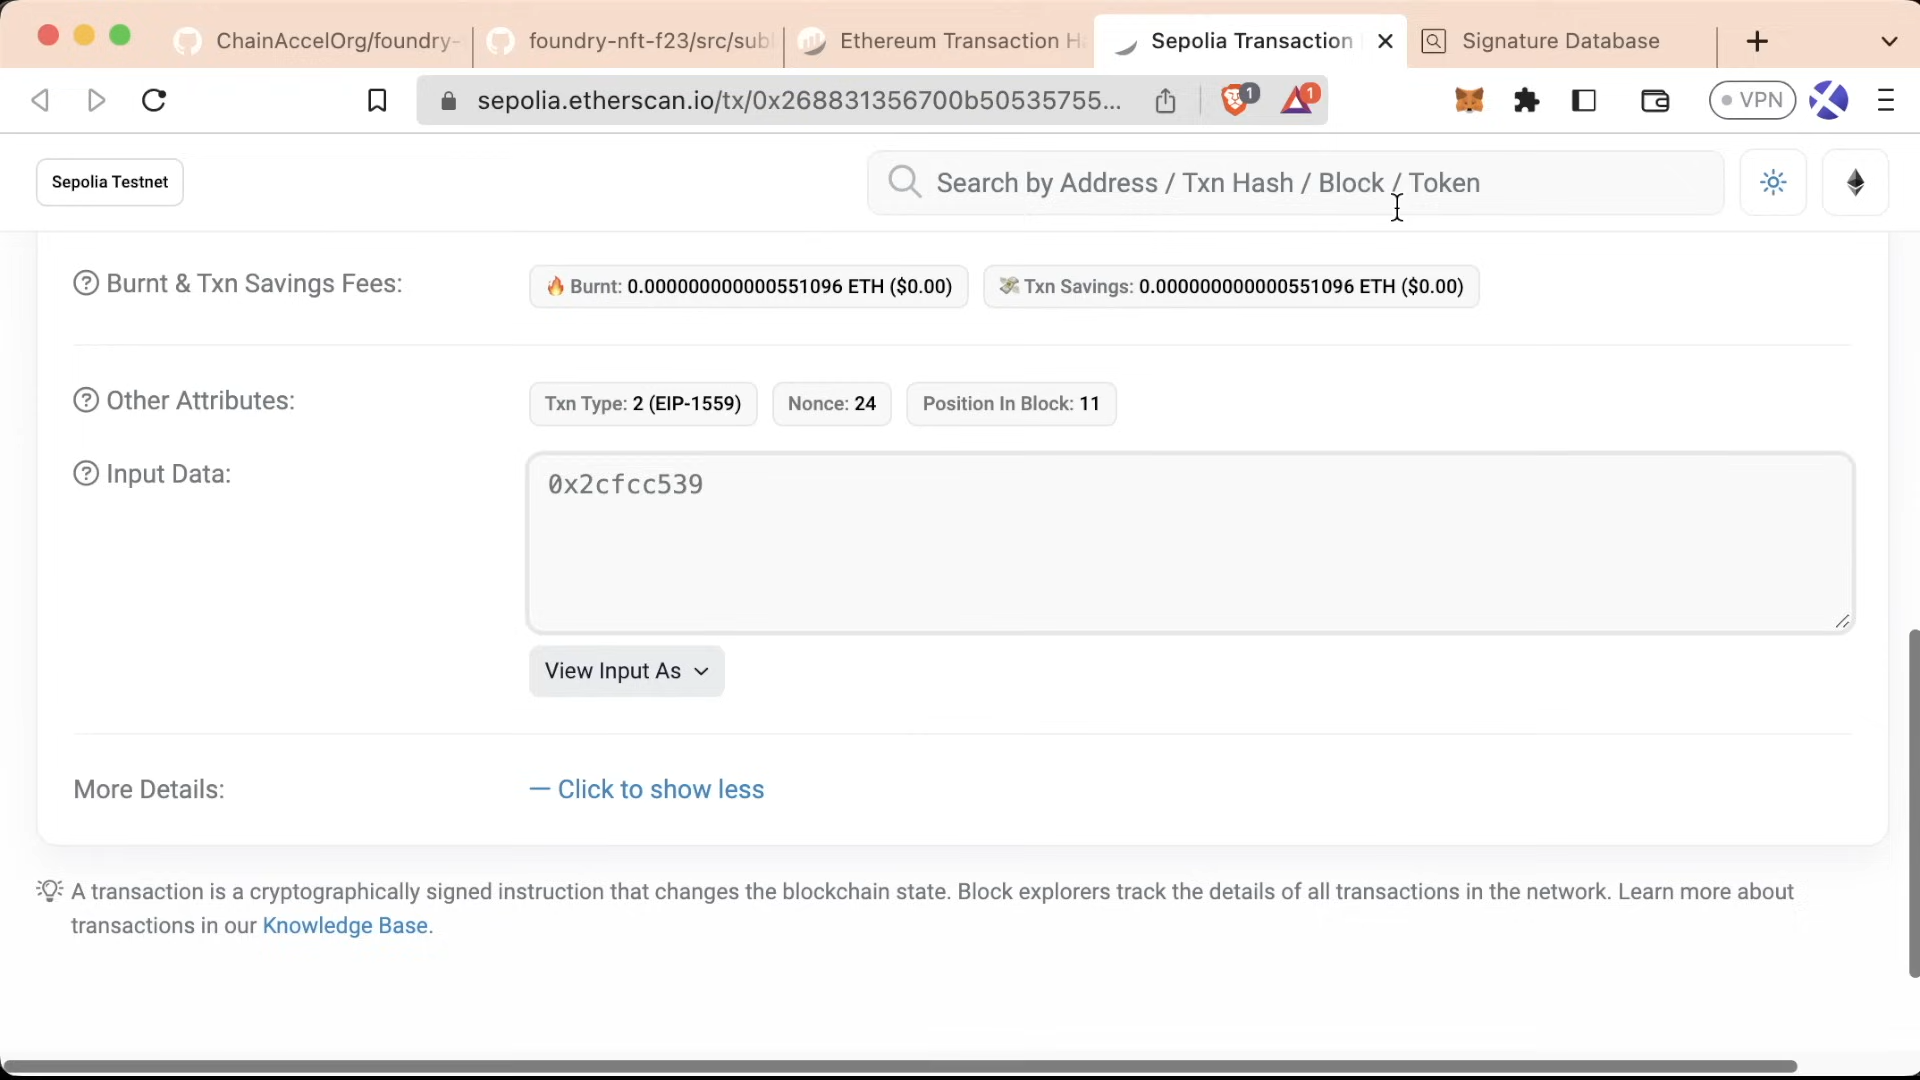 ChainAccelOrg/foundry-
foundry-nft-f23/src/subl
Ethereum Transaction Ha
Sepolia Transaction
Signature Database
sepolia.etherscan.io/tx/0x268831356700b50535755...
1
1
VPN
Sepolia Testnet
Search by Address / Txn Hash / Block / Token
Burnt & Txn Savings Fees:
🔥 Burnt: 0.000000000000551096 ETH ($0.00)
💸 Txn Savings: 0.000000000000551096 ETH ($0.00)
Other Attributes:
Txn Type: 2 (EIP-1559)
Nonce: 24
Position In Block: 11
Input Data:
0x2cfcc539
View Input As
More Details:
— Click to show less
A transaction is a cryptographically signed instruction that changes the blockchain state. Block explorers track the details of all transactions in the network. Learn more about
transactions in our Knowledge Base.